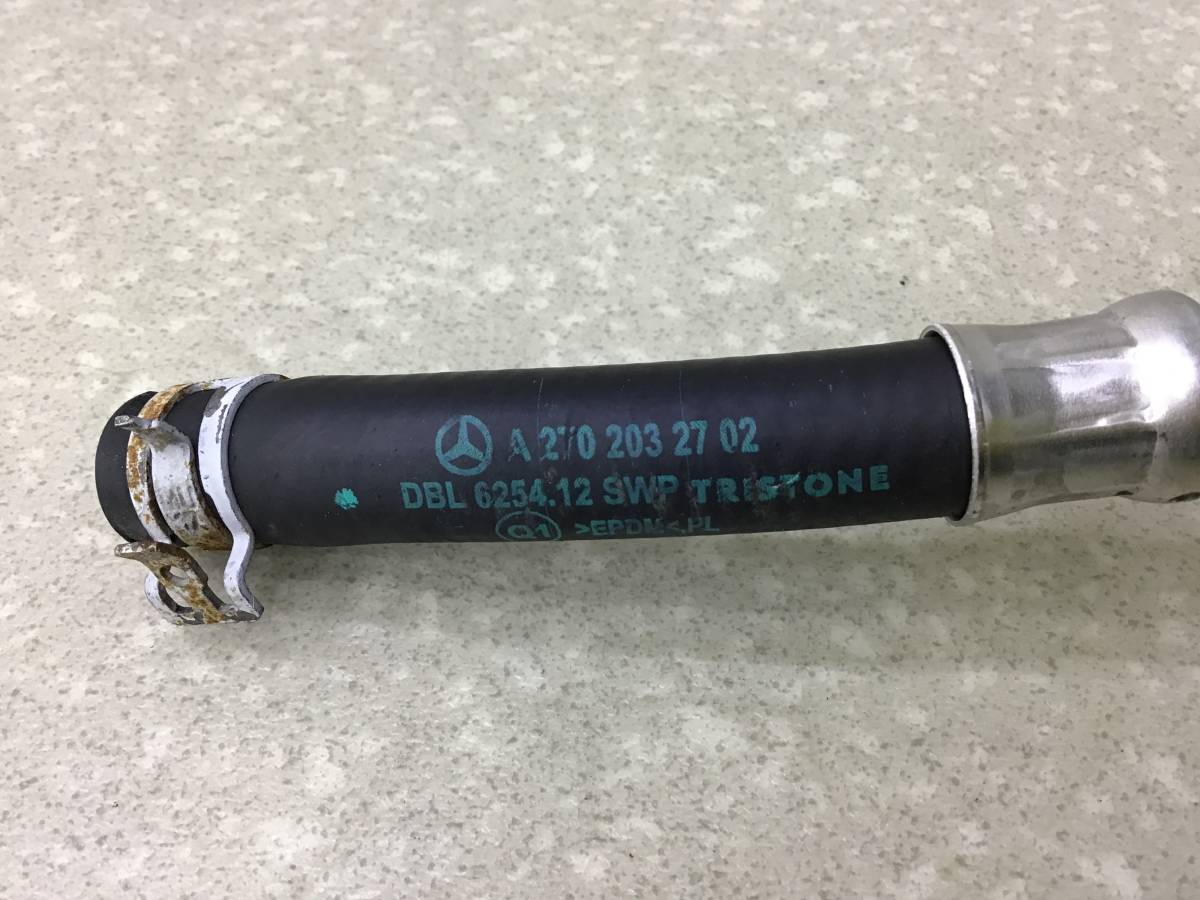 A 270 203 27 02
DBL 6254.12 SWP TRISTONE
Q1 >EPDM< PL